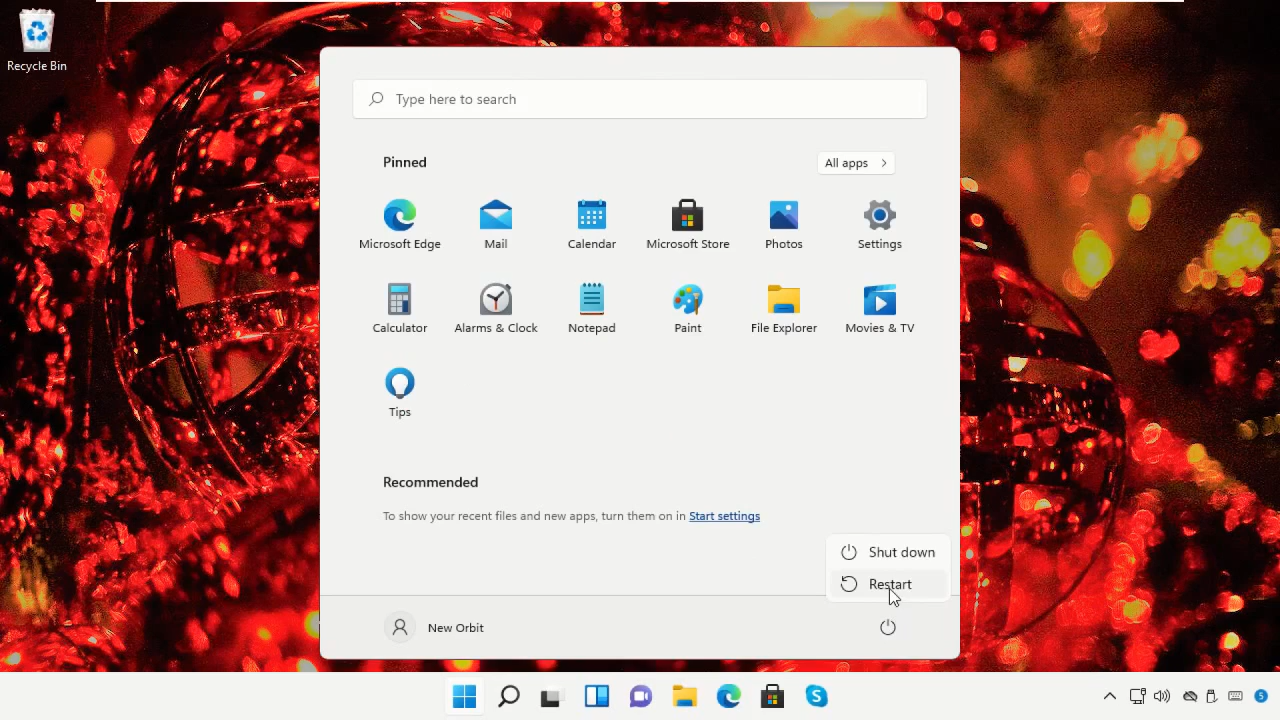 Recycle Bin
Type here to search
Pinned
All apps
Microsoft Edge
Mail
Calendar
Microsoft Store
Photos
Settings
Calculator
Alarms & Clock
Notepad
Paint
File Explorer
Movies & TV
Tips
Recommended
To show your recent files and new apps, turn them on in Start settings
Shut down
Restart
New Orbit
S
5